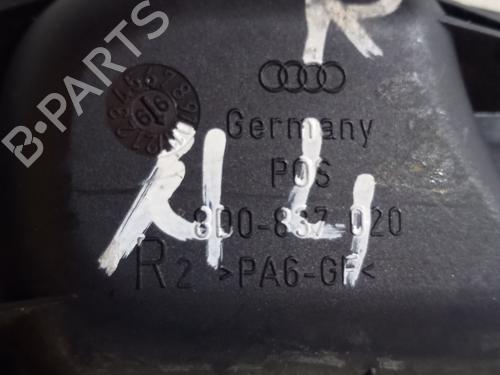 R
Germany
POS
8D0-837-020
R2 >PA6-GF<
B-PARTS